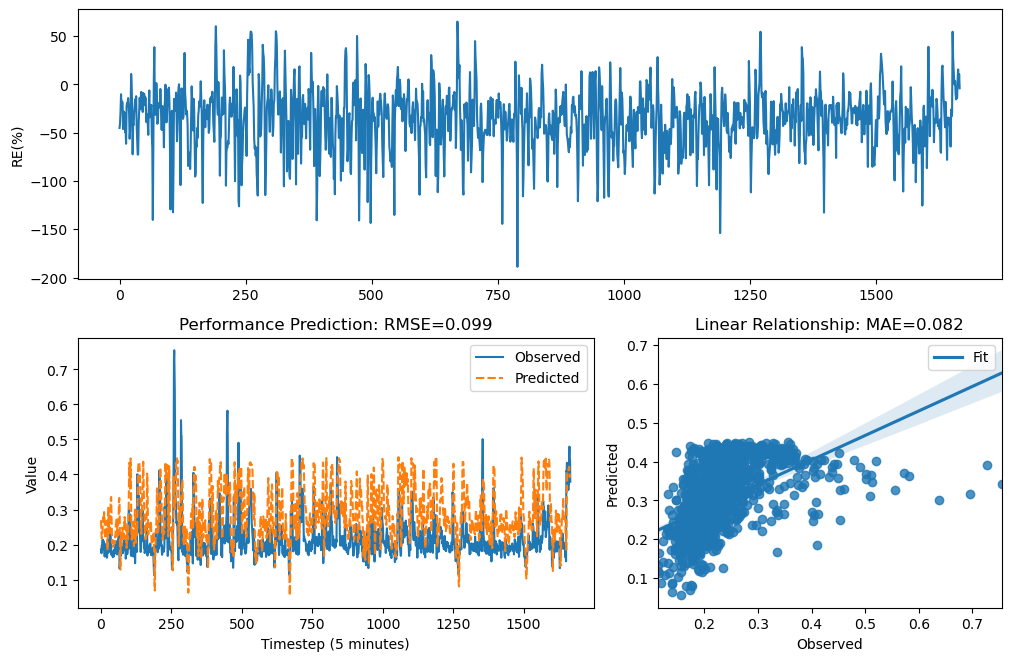 RE(%)
50
0
−50
−100
−150
−200
0 250 500 750 1000 1250 1500
Performance Prediction: RMSE=0.099
Value
0.7
0.6
0.5
0.4
0.3
0.2
0.1
Observed
Predicted
0 250 500 750 1000 1250 1500
Timestep (5 minutes)
Linear Relationship: MAE=0.082
Predicted
0.7
0.6
0.5
0.4
0.3
0.2
0.1
Fit
0.2 0.3 0.4 0.5 0.6 0.7
Observed